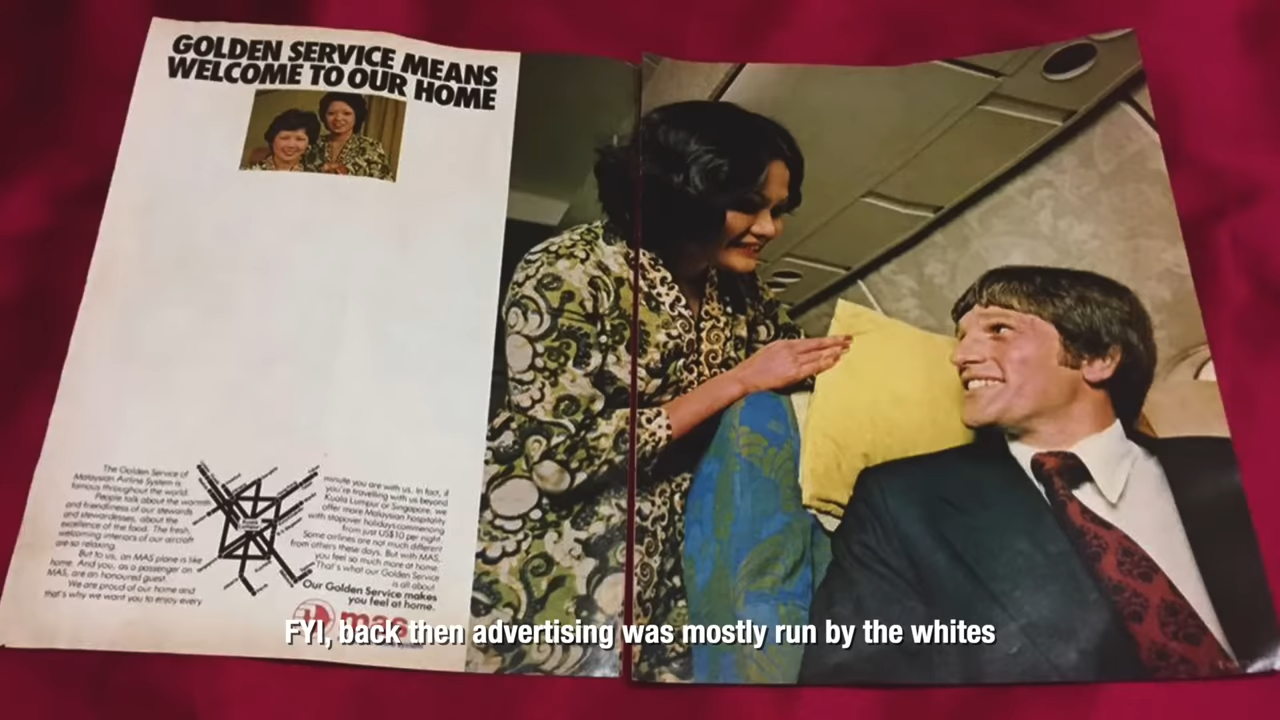 GOLDEN SERVICE MEANS
WELCOME TO OUR HOME
The Golden Service of
Malaysian Airline System is
famous throughout the world.
People talk about the warmth
and friendliness of our stewards
and stewardesses, about the
excellence of the food. The fresh,
welcoming interiors of our aircraft
are so relaxing.
But to us, an MAS plane is like
home. And you, as a passenger on
MAS, are an honoured guest.
We are proud of our home and
that's why we want you to enjoy every
Kuala
Lumpur
minute you are with us. In fact, if
you're travelling with us beyond
Kuala Lumpur or Singapore, we
offer more Malaysian hospitality
with stopover holidays commencing
from just US$10 per night.
Some airlines are not much different
from others these days. But with MAS,
you feel so much more at home.
That's what our Golden Service
is all about.
Our Golden Service makes
you feel at home.
mas
FYI, back then advertising was mostly run by the whites